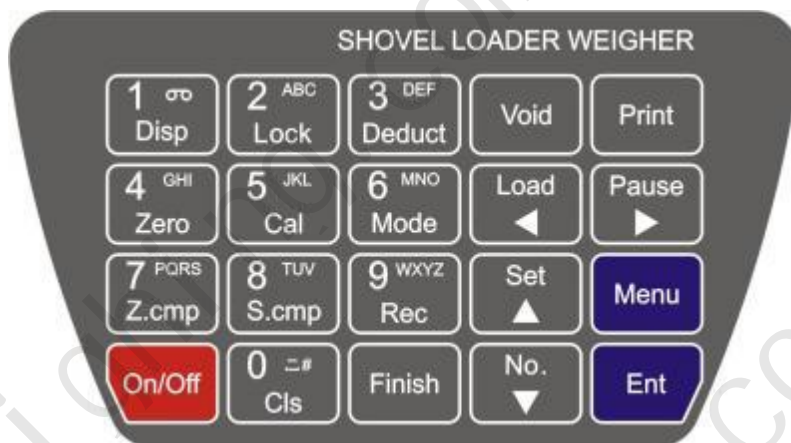 SHOVEL LOADER WEIGHER
1 ᓂ Disp
2 ABC Lock
3 DEF Deduct
Void
Print
4 GHI Zero
5 JKL Cal
6 MNO Mode
Load ◀
Pause ▶
7 PQRS Z.cmp
8 TUV S.cmp
9 WXYZ Rec
Set ▲
Menu
On/Off
0 # Cls
Finish
No. ▼
Ent